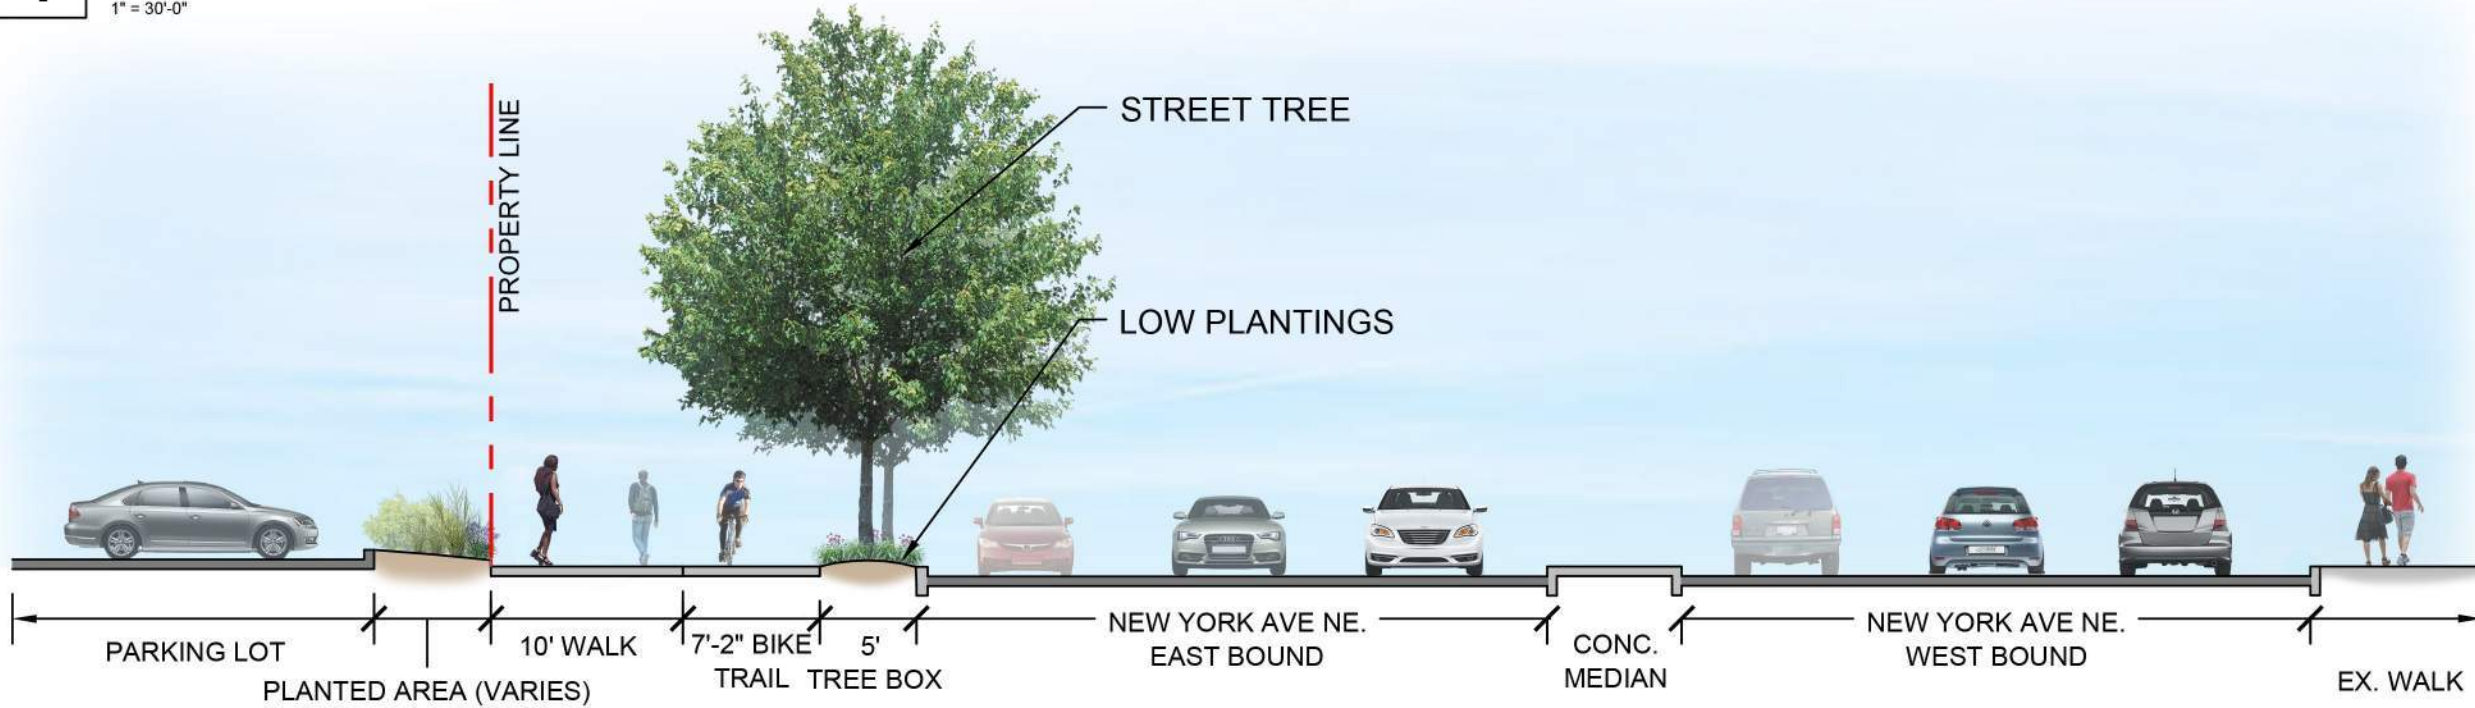 1" = 30'-0"
PROPERTY LINE
STREET TREE
LOW PLANTINGS
PARKING LOT
PLANTED AREA (VARIES)
10' WALK
7'-2" BIKE
TRAIL
5'
TREE BOX
NEW YORK AVE NE.
EAST BOUND
CONC.
MEDIAN
NEW YORK AVE NE.
WEST BOUND
EX. WALK